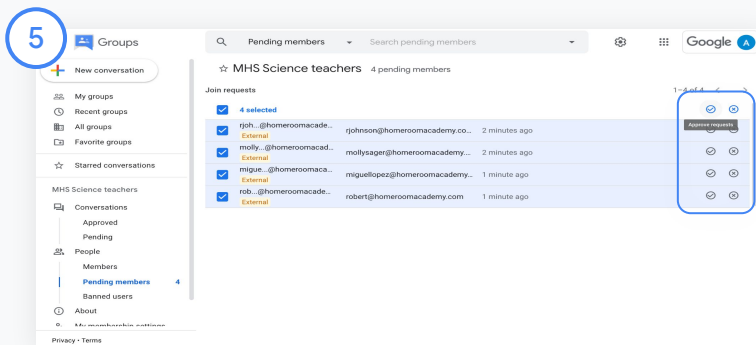 5
Groups
Pending members
Search pending members
Google A
New conversation
MHS Science teachers 4 pending members
Join requests
1–4 of 4
My groups
Recent groups
All groups
Favorite groups
Starred conversations
MHS Science teachers
Conversations
Approved
Pending
People
Members
Pending members 4
Banned users
About
My membership settings
Privacy • Terms
4 selected
Approve requests
rjoh...@homeroomacade...
External
rjohnson@homeroomacademy.co... 2 minutes ago
molly...@homeroomacad...
External
mollysager@homeroomacademy.... 2 minutes ago
migue...@homeroomaca...
External
miguellopez@homeroomacademy... 1 minute ago
rob...@homeroomacade...
External
robert@homeroomacademy.com 1 minute ago